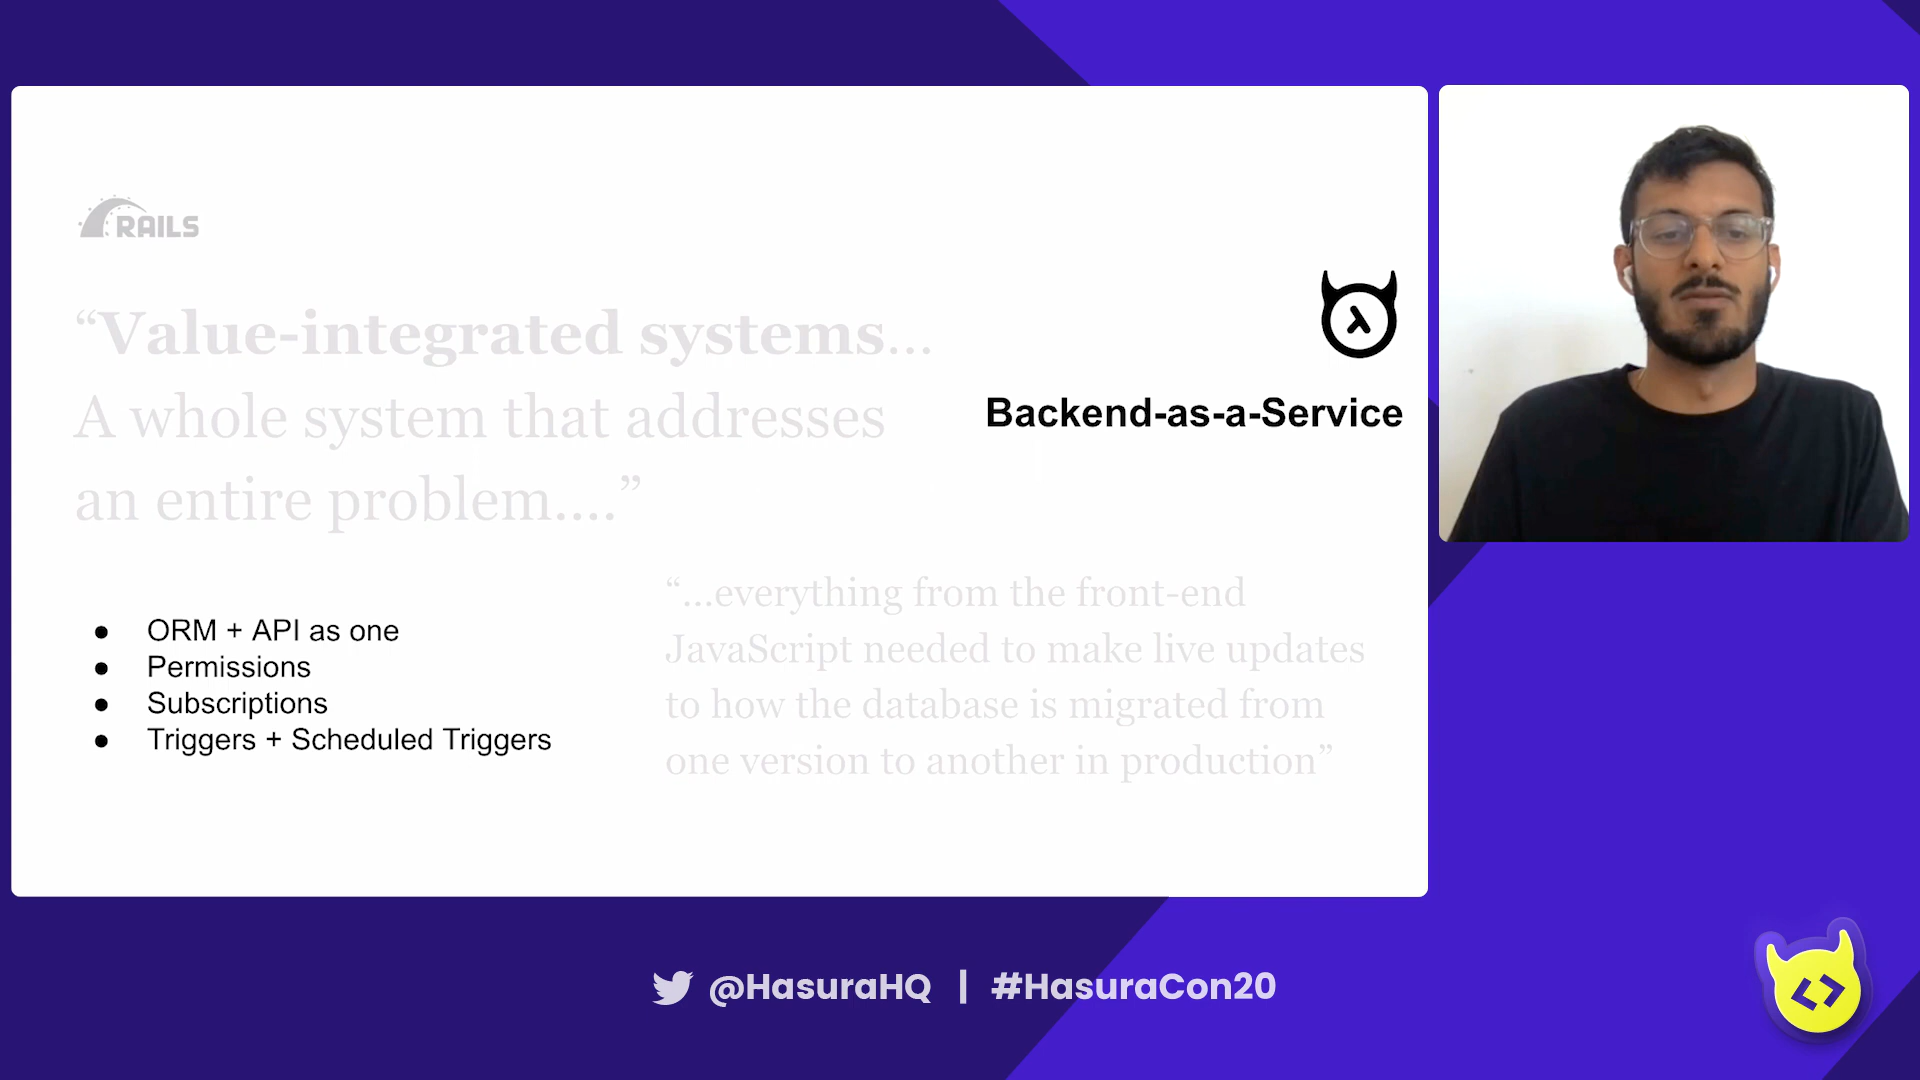 RAILS
“Value-integrated systems...
A whole system that addresses
an entire problem....”
Backend-as-a-Service
● ORM + API as one
● Permissions
● Subscriptions
● Triggers + Scheduled Triggers
“...everything from the front-end
JavaScript needed to make live updates
to how the database is migrated from
one version to another in production”
@HasuraHQ | #HasuraCon20